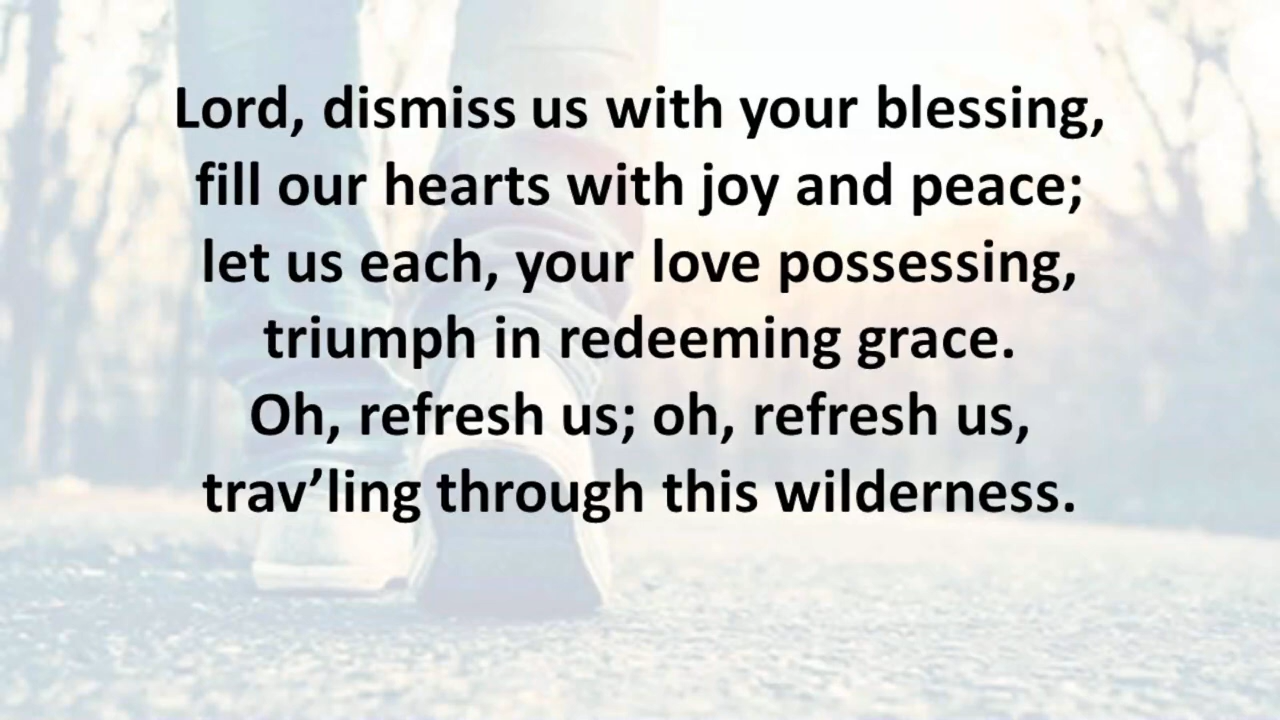 Lord, dismiss us with your blessing,
fill our hearts with joy and peace;
let us each, your love possessing,
triumph in redeeming grace.
Oh, refresh us; oh, refresh us,
trav’ling through this wilderness.